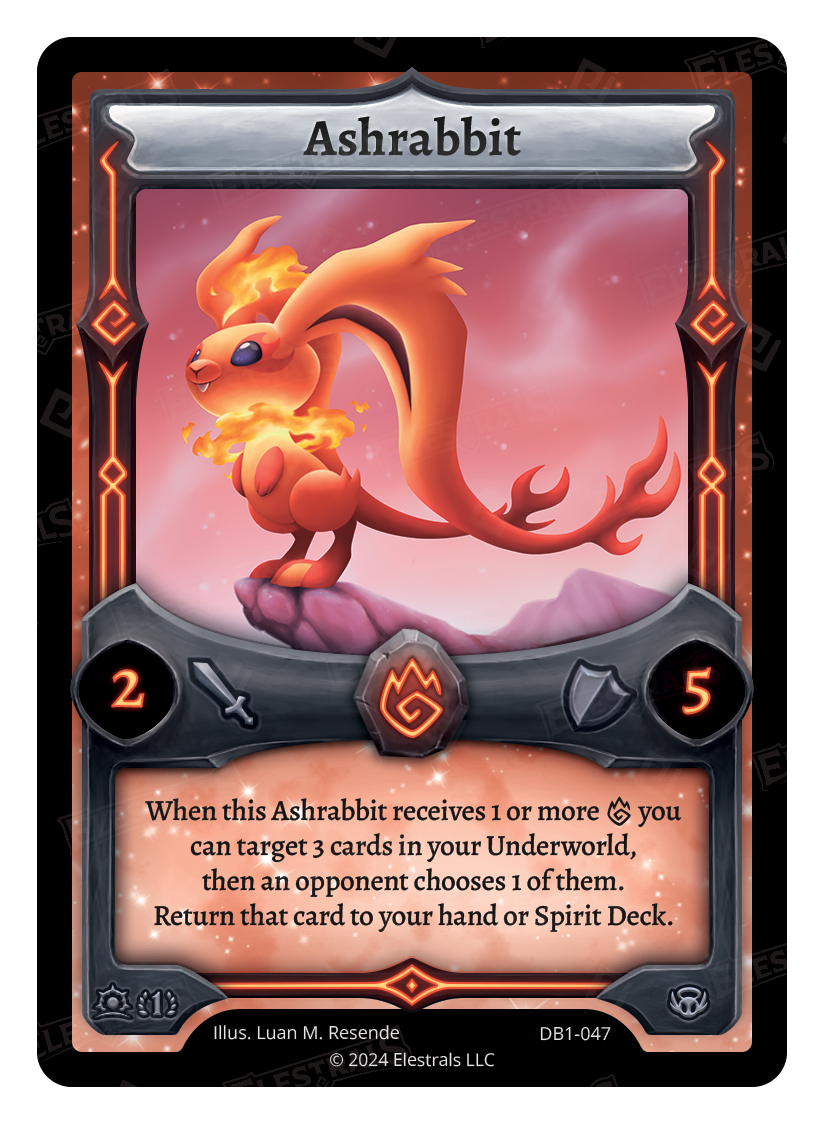 Ashrabbit
2
5
When this Ashrabbit receives 1 or more you
can target 3 cards in your Underworld,
then an opponent chooses 1 of them.
Return that card to your hand or Spirit Deck.
1
Illus. Luan M. Resende
DB1-047
© 2024 Elestrals LLC